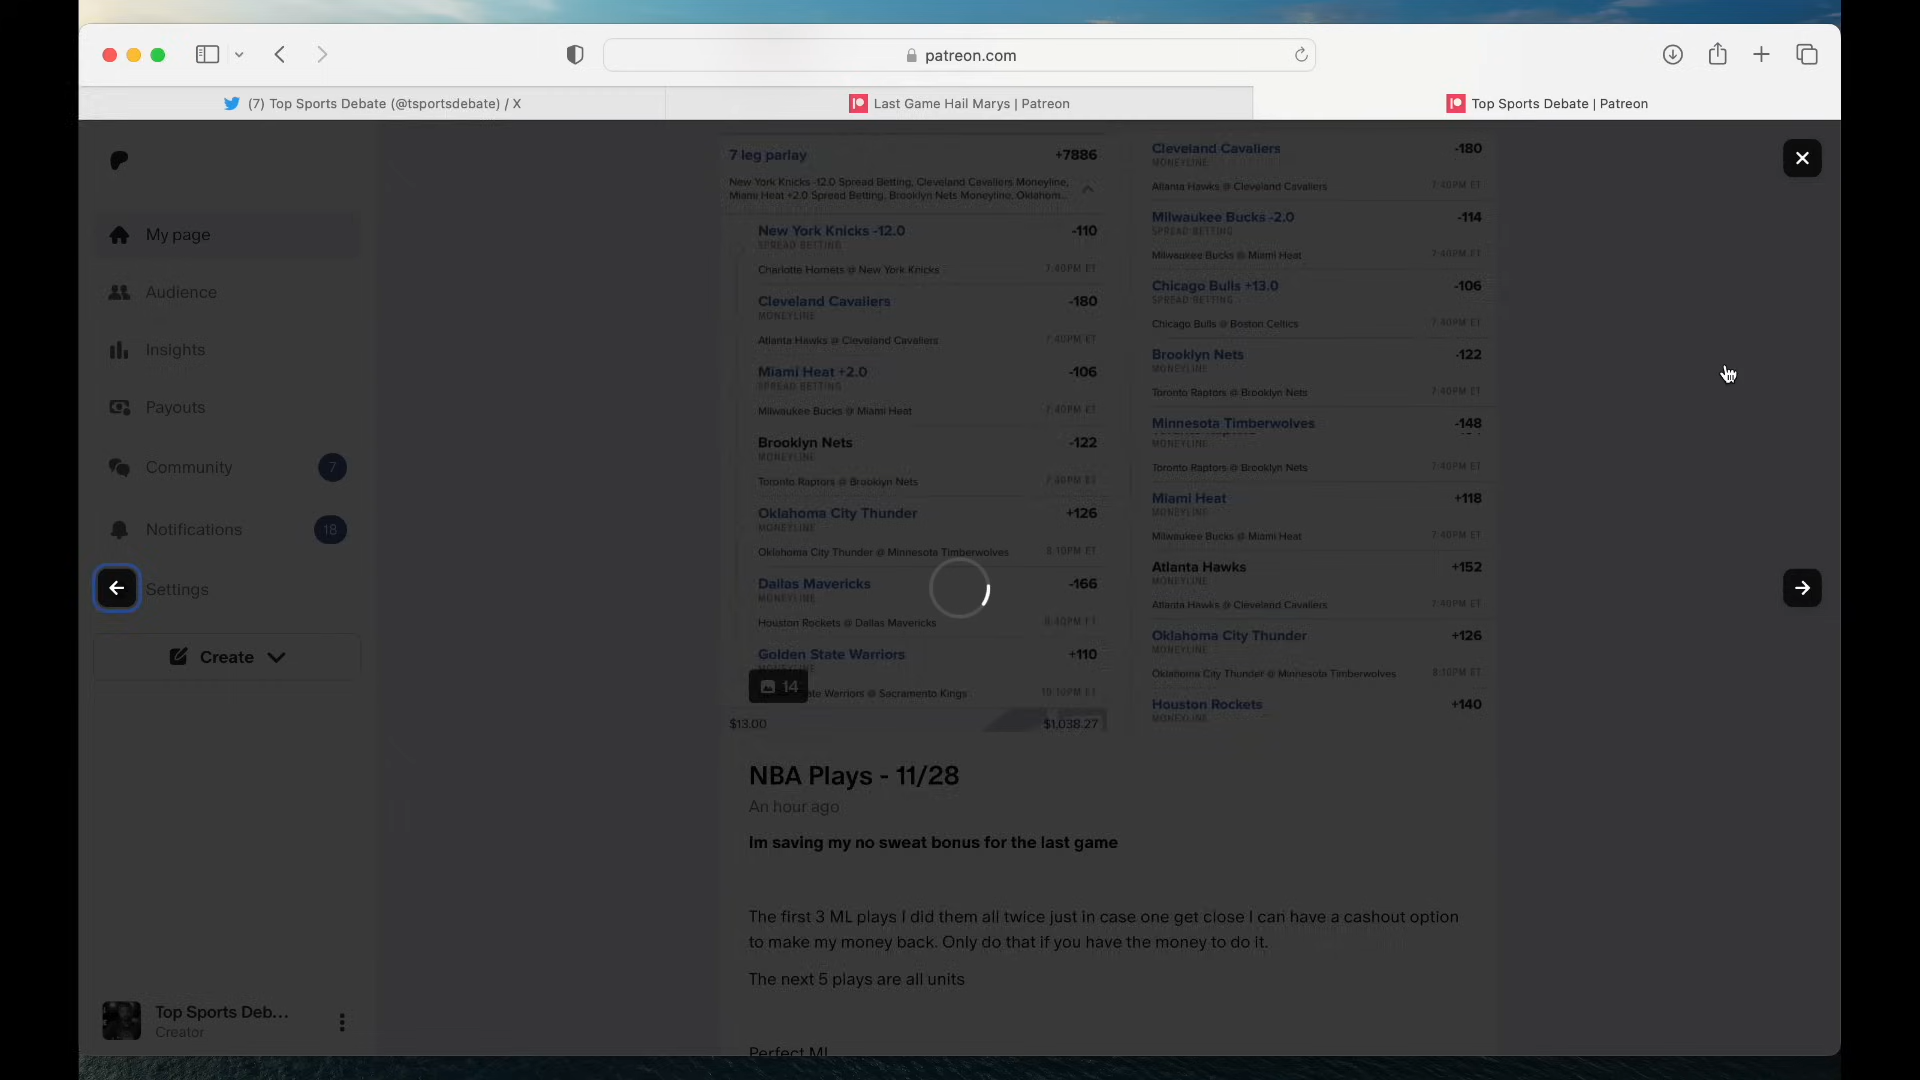 patreon.com
(7) Top Sports Debate (@tsportsdebate) / X
Last Game Hail Marys | Patreon
Top Sports Debate | Patreon
My page
Audience
Insights
Payouts
Community 7
Notifications 18
Settings
Create
Top Sports Deb...
Creator
7 leg parlay +7886
New York Knicks -12.0 Spread Betting, Cleveland Cavaliers Moneyline,
Miami Heat +2.0 Spread Betting, Brooklyn Nets Moneyline, Oklahom...
New York Knicks -12.0 -110
SPREAD BETTING
Charlotte Hornets @ New York Knicks 7:40PM ET
Cleveland Cavaliers -180
MONEYLINE
Atlanta Hawks @ Cleveland Cavaliers 7:40PM ET
Miami Heat +2.0 -106
SPREAD BETTING
Milwaukee Bucks @ Miami Heat 7:40PM ET
Brooklyn Nets -122
MONEYLINE
Toronto Raptors @ Brooklyn Nets 7:40PM ET
Oklahoma City Thunder +126
MONEYLINE
Oklahoma City Thunder @ Minnesota Timberwolves 8:10PM ET
Dallas Mavericks -166
MONEYLINE
Houston Rockets @ Dallas Mavericks 8:40PM ET
Golden State Warriors +110
MONEYLINE
14 ate Warriors @ Sacramento Kings 10:10PM ET
$13.00 $1,038.27
Cleveland Cavaliers -180
MONEYLINE
Atlanta Hawks @ Cleveland Cavaliers 7:40PM ET
Milwaukee Bucks -2.0 -114
SPREAD BETTING
Milwaukee Bucks @ Miami Heat 7:40PM ET
Chicago Bulls +13.0 -106
SPREAD BETTING
Chicago Bulls @ Boston Celtics 7:40PM ET
Brooklyn Nets -122
MONEYLINE
Toronto Raptors @ Brooklyn Nets 7:40PM ET
Minnesota Timberwolves -148
MONEYLINE
Toronto Raptors @ Brooklyn Nets 7:40PM ET
Miami Heat +118
MONEYLINE
Milwaukee Bucks @ Miami Heat 7:40PM ET
Atlanta Hawks +152
MONEYLINE
Atlanta Hawks @ Cleveland Cavaliers 7:40PM ET
Oklahoma City Thunder +126
MONEYLINE
Oklahoma City Thunder @ Minnesota Timberwolves 8:10PM ET
Houston Rockets +140
MONEYLINE
NBA Plays - 11/28
An hour ago
Im saving my no sweat bonus for the last game
The first 3 ML plays I did them all twice just in case one get close I can have a cashout option
to make my money back. Only do that if you have the money to do it.
The next 5 plays are all units
Perfect ML